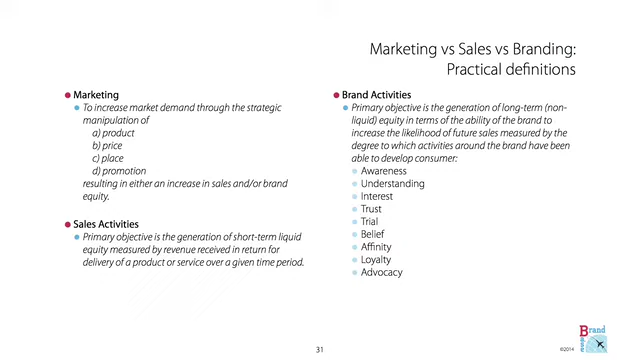 Marketing vs Sales vs Branding:
Practical definitions
Marketing
To increase market demand through the strategic
manipulation of
a) product
b) price
c) place
d) promotion
resulting in either an increase in sales and/or brand
equity.
Sales Activities
Primary objective is the generation of short-term liquid
equity measured by revenue received in return for
delivery of a product or service over a given time period.
Brand Activities
Primary objective is the generation of long-term (non-
liquid) equity in terms of the ability of the brand to
increase the likelihood of future sales measured by the
degree to which activities around the brand have been
able to develop consumer:
Awareness
Understanding
Interest
Trust
Trial
Belief
Affinity
Loyalty
Advocacy
31
©2014
Brand